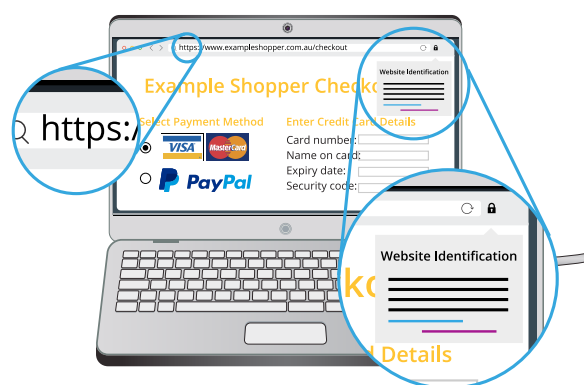 https://www.exampleshopper.com.au/checkout
Example Shopper Checko
Website Identification
Select Payment Method
Enter Credit Card Details
VISA
MasterCard
PayPal
Card number:
Name on card:
Expiry date:
Security code:
https:/
Website Identification
ko
d Details